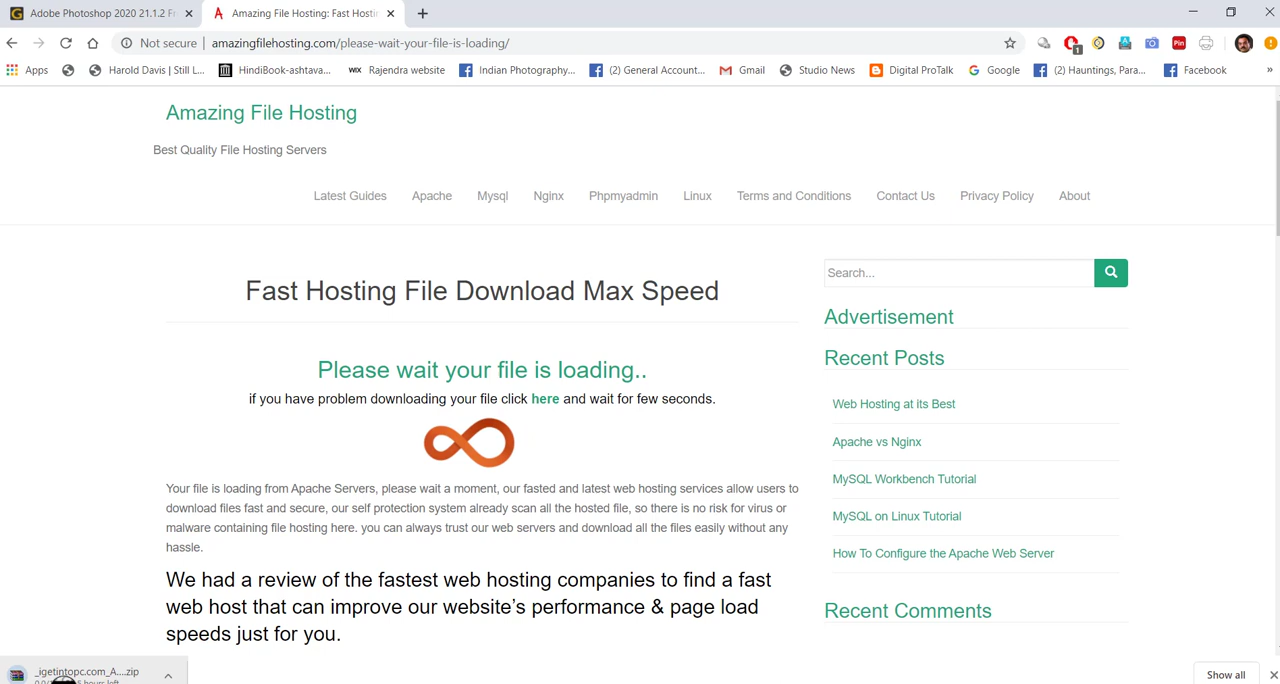 Adobe Photoshop 2020 21.1.2 Fr
Amazing File Hosting: Fast Hostin
Not secure
amazingfilehosting.com/please-wait-your-file-is-loading/
1
Pin
Apps
Harold Davis | Still L...
HindiBook-ashtava...
WIX Rajendra website
Indian Photography...
(2) General Account...
Gmail
Studio News
Digital ProTalk
Google
(2) Hauntings, Para...
Facebook
»
Amazing File Hosting
Best Quality File Hosting Servers
Latest Guides Apache Mysql Nginx Phpmyadmin Linux Terms and Conditions Contact Us Privacy Policy About
Fast Hosting File Download Max Speed
Please wait your file is loading..
if you have problem downloading your file click here and wait for few seconds.
Your file is loading from Apache Servers, please wait a moment, our fasted and latest web hosting services allow users to
download files fast and secure, our self protection system already scan all the hosted file, so there is no risk for virus or
malware containing file hosting here. you can always trust our web servers and download all the files easily without any
hassle.
We had a review of the fastest web hosting companies to find a fast
web host that can improve our website's performance & page load
speeds just for you.
Search...
Advertisement
Recent Posts
Web Hosting at its Best
Apache vs Nginx
MySQL Workbench Tutorial
MySQL on Linux Tutorial
How To Configure the Apache Web Server
Recent Comments
_igetintopc.com_A....zip
hours left
Show all